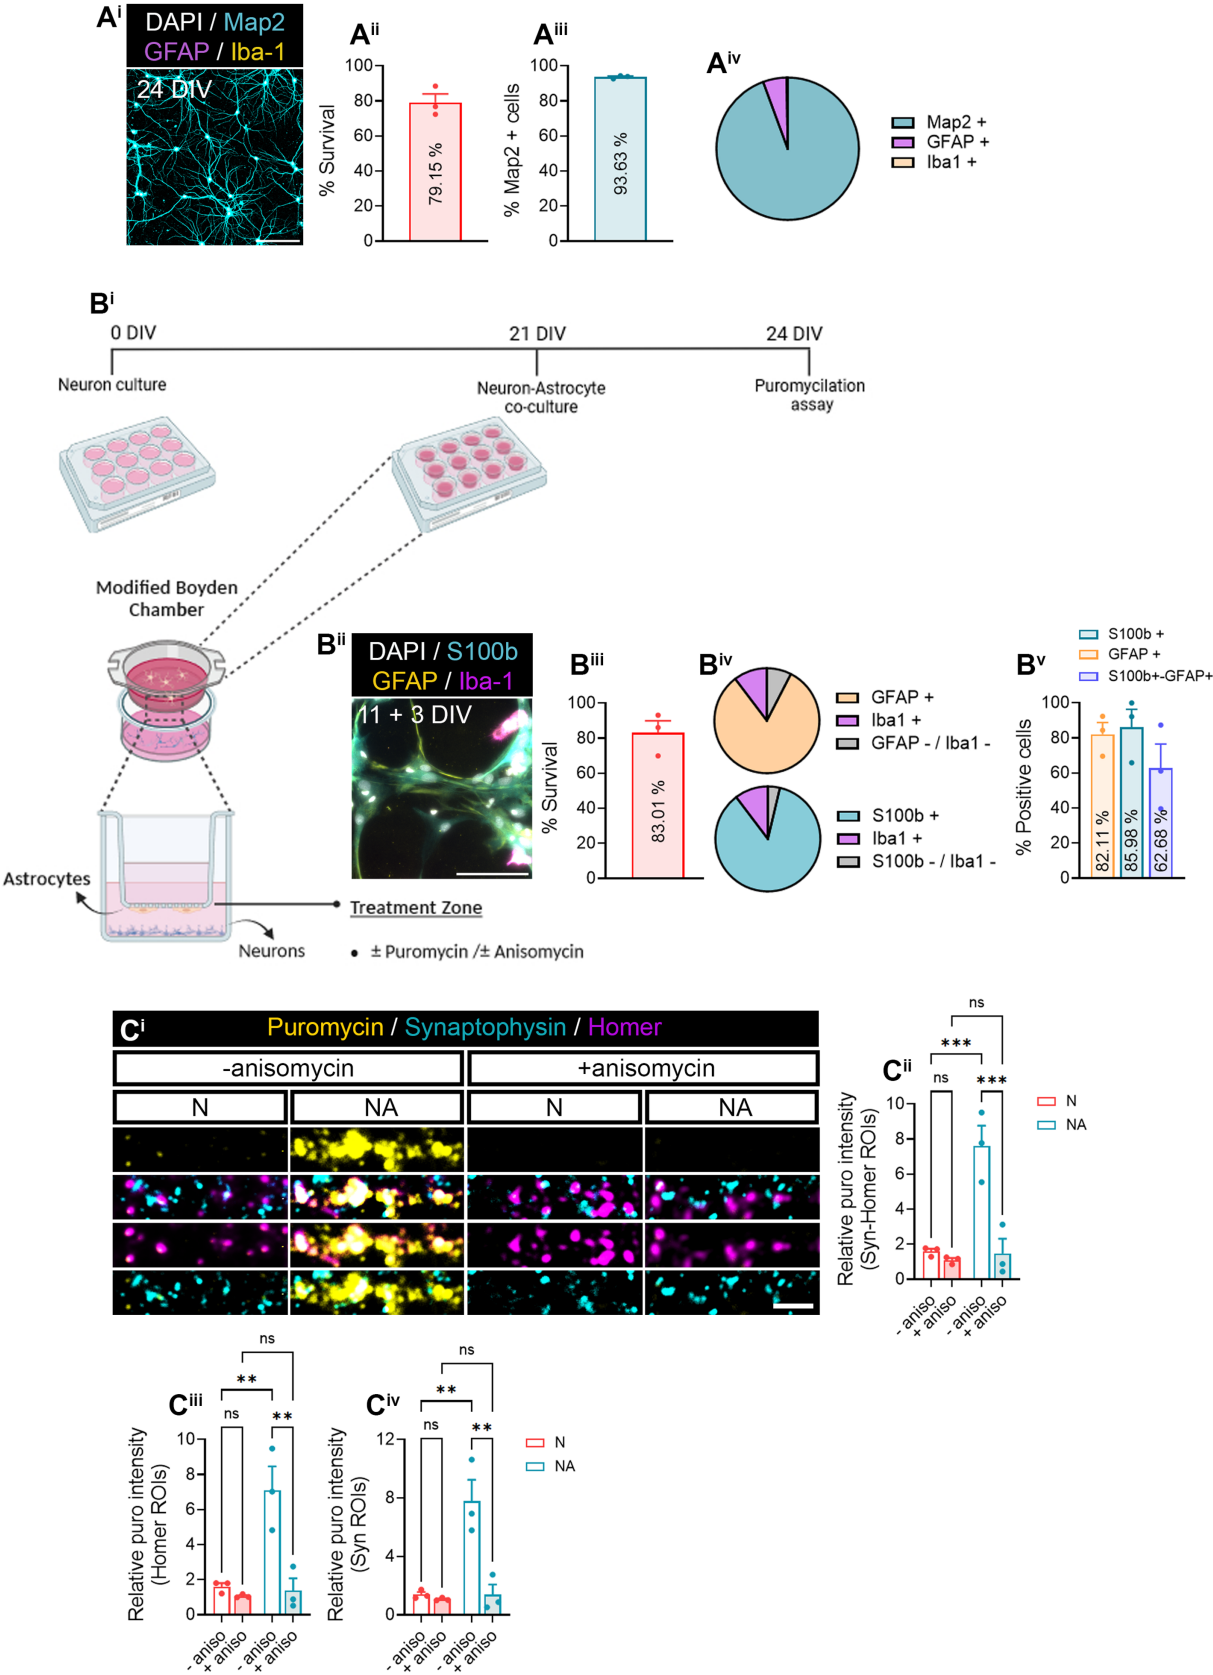 Ai
DAPI / Map2
GFAP / Iba-1
24 DIV
Aii
% Survival
100
80
60
40
20
0
79.15 %
Aiii
% Map2 + cells
100
80
60
40
20
0
93.63 %
Aiv
Map2 +
GFAP +
Iba1 +
Bi
0 DIV
21 DIV
24 DIV
Neuron culture
Neuron-Astrocyte
co-culture
Puromycilation
assay
Modified Boyden
Chamber
Astrocytes
Neurons
Treatment Zone
• ± Puromycin /± Anisomycin
Bii
DAPI / S100b
GFAP / Iba-1
11 + 3 DIV
Biii
% Survival
100
80
60
40
20
0
83.01 %
Biv
GFAP +
Iba1 +
GFAP - / Iba1 -
S100b +
Iba1 +
S100b - / Iba1 -
Bv
S100b +
GFAP +
S100b+-GFAP+
% Positive cells
100
80
60
40
20
0
82.11 %
85.98 %
62.68 %
Ci
Puromycin / Synaptophysin / Homer
-anisomycin
+anisomycin
N
NA
N
NA
Cii
ns
***
ns
***
N
NA
Relative puro intensity
(Syn-Homer ROIs)
10
8
6
4
2
0
- aniso
+ aniso
- aniso
+ aniso
Ciii
ns
**
ns
**
Relative puro intensity
(Homer ROIs)
10
8
6
4
2
0
- aniso
+ aniso
- aniso
+ aniso
Civ
ns
**
ns
**
N
NA
Relative puro intensity
(Syn ROIs)
12
8
4
0
- aniso
+ aniso
- aniso
+ aniso